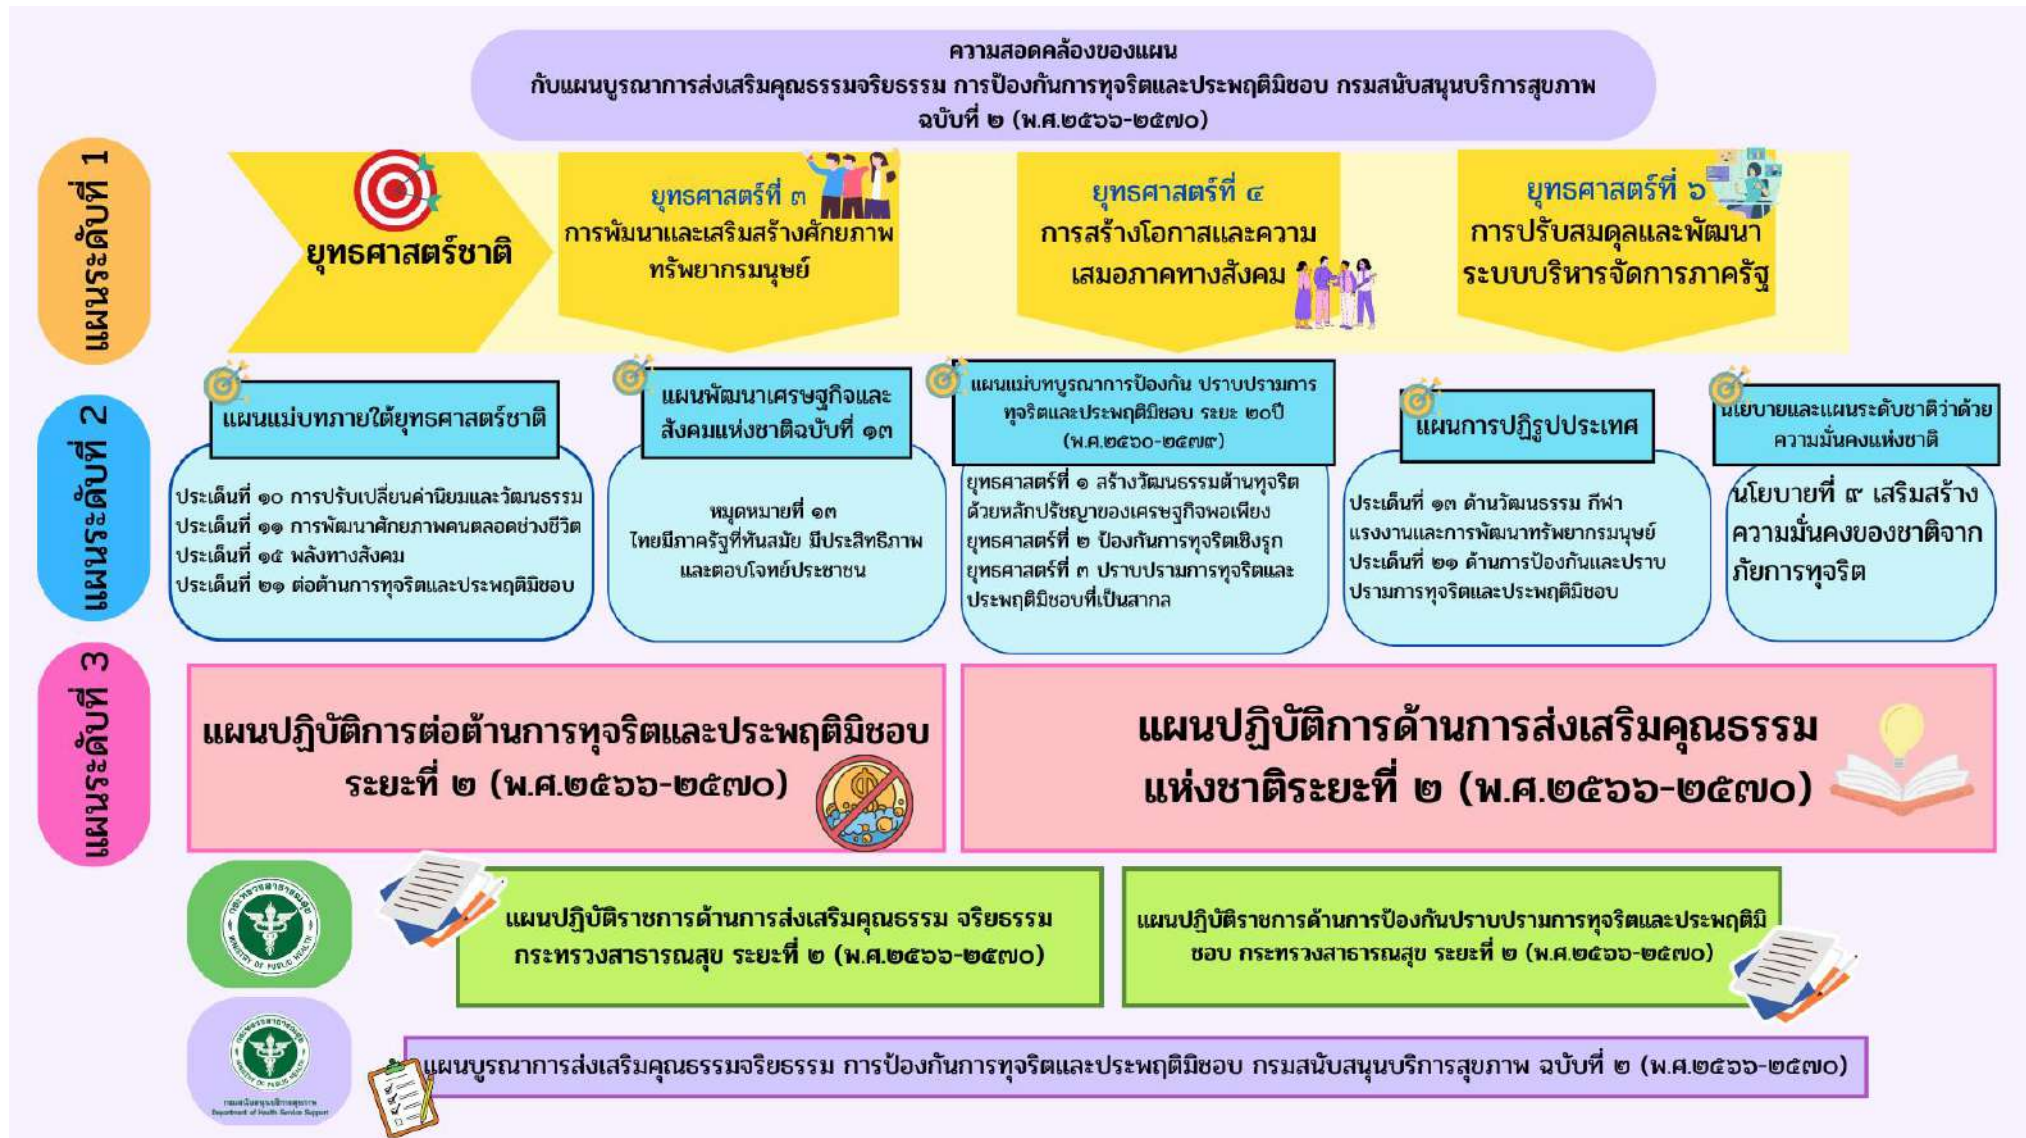 ความสอดคล้องของแผน
กับแผนบูรณาการส่งเสริมคุณธรรมจริยธรรม การป้องกันการทุจริตและประพฤติมิชอบ กรมสนับสนุนบริการสุขภาพ
ฉบับที่ ๒ (พ.ศ.๒๕๖๖-๒๕๗๐)
แผนระดับที่ 1
ยุทธศาสตร์ชาติ
ยุทธศาสตร์ที่ ๓
การพัมนาและเสริมสร้างศักยภาพ
ทรัพยากรมนุษย์
ยุทธศาสตร์ที่ ๔
การสร้างโอกาสและความ
เสมอภาคทางสังคม
ยุทธศาสตร์ที่ ๖
การปรับสมดุลและพัฒนา
ระบบบริหารจัดการภาครัฐ
แผนระดับที่ 2
แผนแม่บทภายใต้ยุทธศาสตร์ชาติ
ประเด็นที่ ๑๐ การปรับเปลี่ยนค่านิยมและวัฒนธรรม
ประเด็นที่ ๑๑ การพัฒนาศักยภาพคนตลอดช่วงชีวิต
ประเด็นที่ ๑๕ พลังทางสังคม
ประเด็นที่ ๒๑ ต่อต้านการทุจริตและประพฤติมิชอบ
แผนพัฒนาเศรษฐกิจและ
สังคมแห่งชาติฉบับที่ ๑๓
หมุดหมายที่ ๑๓
ไทยมีภาครัฐที่ทันสมัย มีประสิทธิภาพ
และตอบโจทย์ประชาชน
แผนแม่บทบูรณาการป้องกัน ปราบปรามการ
ทุจริตและประพฤติมิชอบ ระยะ ๒๐ปี
(พ.ศ.๒๕๖๐-๒๕๗๙)
ยุทธศาสตร์ที่ ๑ สร้างวัฒนธรรมต้านทุจริต
ด้วยหลักปรัชญาของเศรษฐกิจพอเพียง
ยุทธศาสตร์ที่ ๒ ป้องกันการทุจริตเชิงรุก
ยุทธศาสตร์ที่ ๓ ปราบปรามการทุจริตและ
ประพฤติมิชอบที่เป็นสากล
แผนการปฏิรูปประเทศ
ประเด็นที่ ๑๓ ด้านวัฒนธรรม กีฬา
แรงงานและการพัฒนาทรัพยากรมนุษย์
ประเด็นที่ ๒๑ ด้านการป้องกันและปราบ
ปรามการทุจริตและประพฤติมิชอบ
นโยบายและแผนระดับชาติว่าด้วย
ความมั่นคงแห่งชาติ
นโยบายที่ ๙ เสริมสร้าง
ความมั่นคงของชาติจาก
ภัยการทุจริต
แผนระดับที่ 3
แผนปฏิบัติการต่อต้านการทุจริตและประพฤติมิชอบ
ระยะที่ ๒ (พ.ศ.๒๕๖๖-๒๕๗๐)
แผนปฏิบัติการด้านการส่งเสริมคุณธรรม
แห่งชาติระยะที่ ๒ (พ.ศ.๒๕๖๖-๒๕๗๐)
กระทรวงสาธารณสุข
MINISTRY OF PUBLIC HEALTH
แผนปฏิบัติราชการด้านการส่งเสริมคุณธรรม จริยธรรม
กระทรวงสาธารณสุข ระยะที่ ๒ (พ.ศ.๒๕๖๖-๒๕๗๐)
แผนปฏิบัติราชการด้านการป้องกันปราบปรามการทุจริตและประพฤติมิ
ชอบ กระทรวงสาธารณสุข ระยะที่ ๒ (พ.ศ.๒๕๖๖-๒๕๗๐)
กระทรวงสาธารณสุข
MINISTRY OF PUBLIC HEALTH
กรมสนับสนุนบริการสุขภาพ
Department of Health Service Support
แผนบูรณาการส่งเสริมคุณธรรมจริยธรรม การป้องกันการทุจริตและประพฤติมิชอบ กรมสนับสนุนบริการสุขภาพ ฉบับที่ ๒ (พ.ศ.๒๕๖๖-๒๕๗๐)